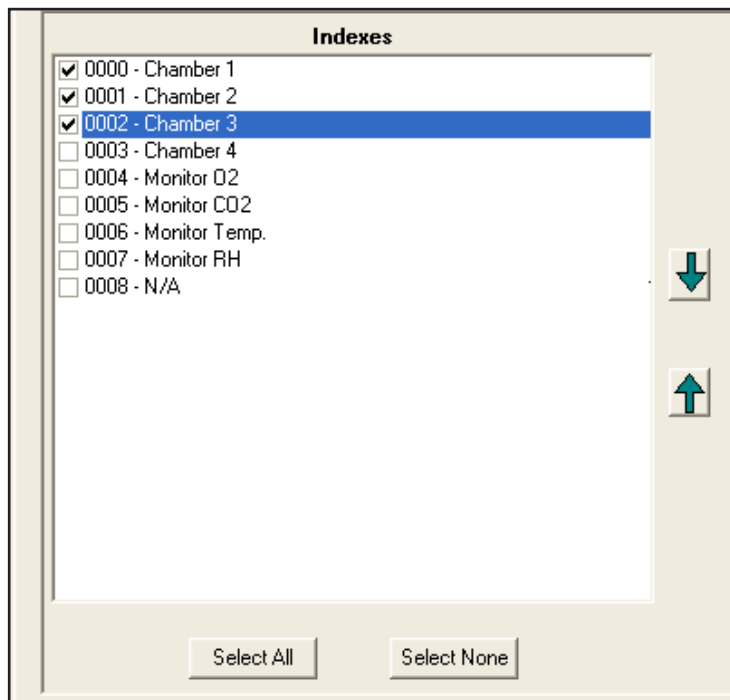 Indexes
0000 - Chamber 1
0001 - Chamber 2
0002 - Chamber 3
0003 - Chamber 4
0004 - Monitor O2
0005 - Monitor CO2
0006 - Monitor Temp.
0007 - Monitor RH
0008 - N/A
Select All
Select None